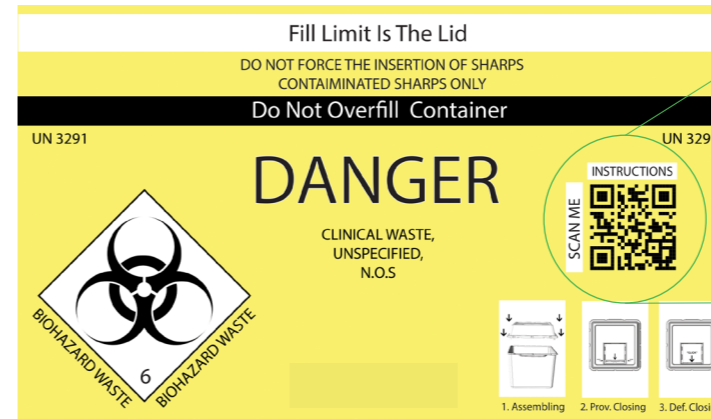 Fill Limit Is The Lid
DO NOT FORCE THE INSERTION OF SHARPS
CONTAIMINATED SHARPS ONLY
Do Not Overfill Container
UN 3291
UN 329
DANGER
INSTRUCTIONS
SCAN ME
CLINICAL WASTE,
UNSPECIFIED,
N.O.S
6
BIOHAZARD WASTE
BIOHAZARD WASTE
1. Assembling
2. Prov. Closing
3. Def. Closi